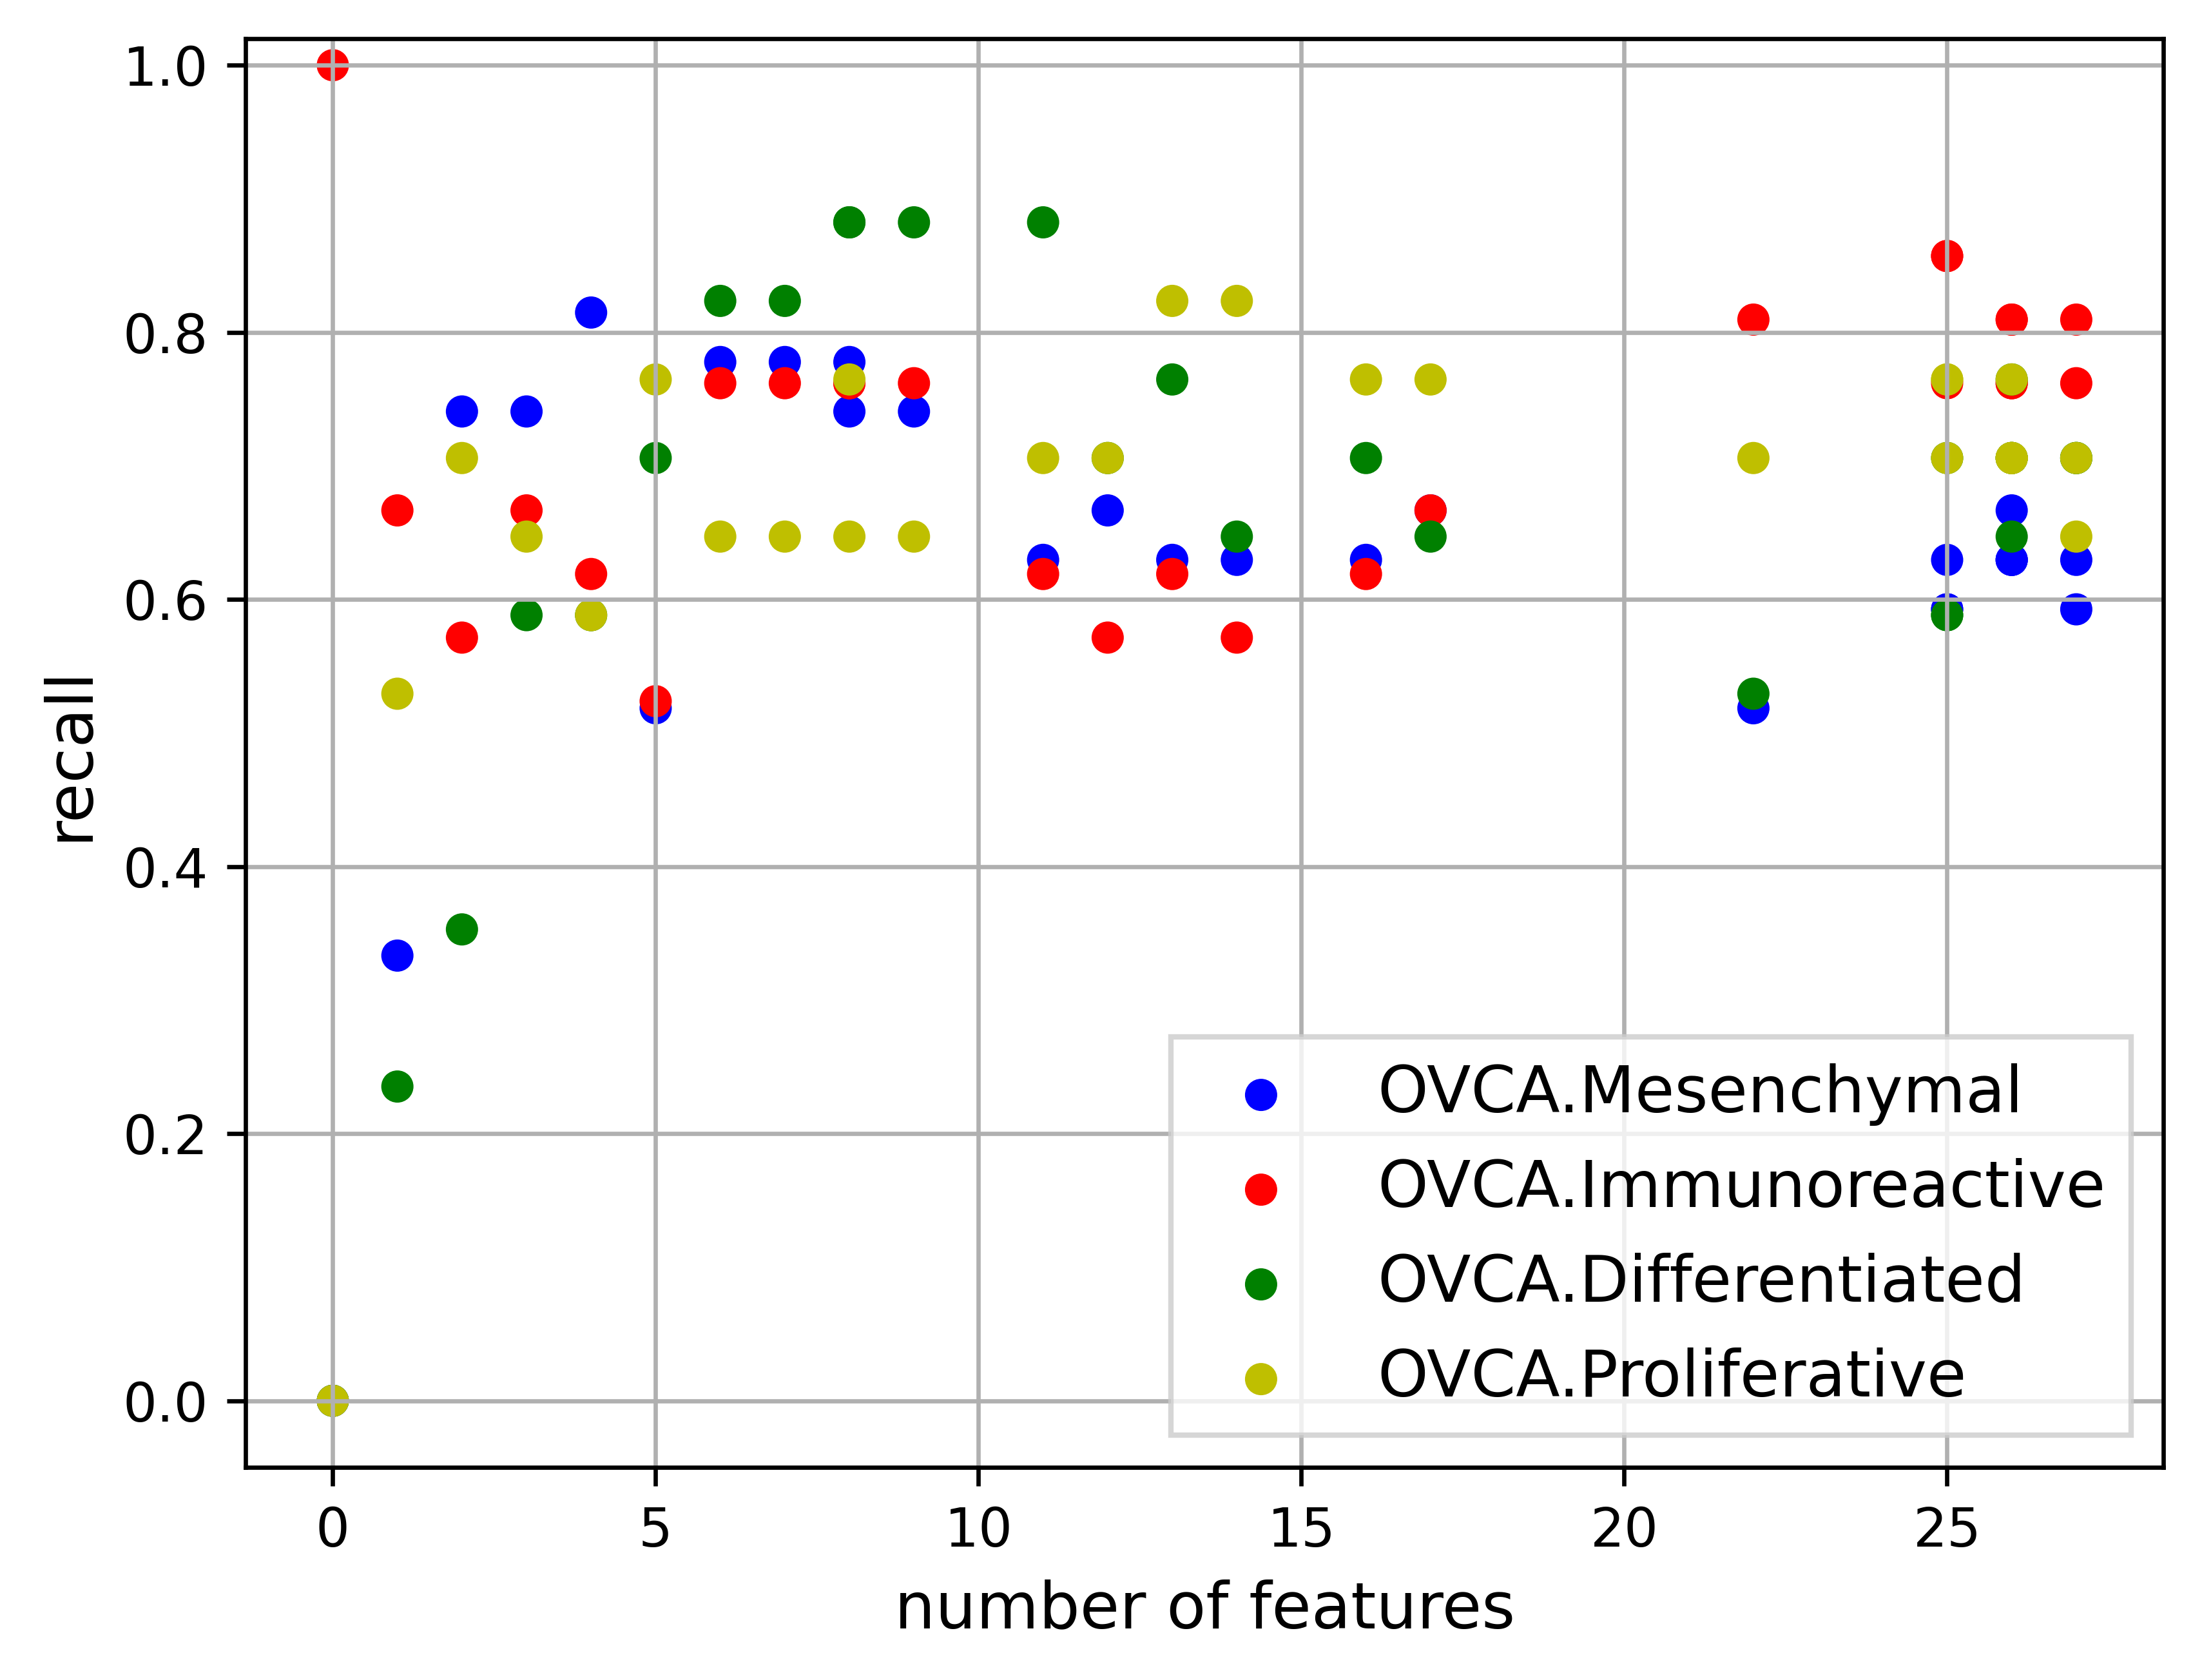 1.0
0.8
0.6
0.4
0.2
0.0
recall
OVCA.Mesenchymal
OVCA.Immunoreactive
OVCA.Differentiated
OVCA.Proliferative
0 5 10 15 20 25
number of features